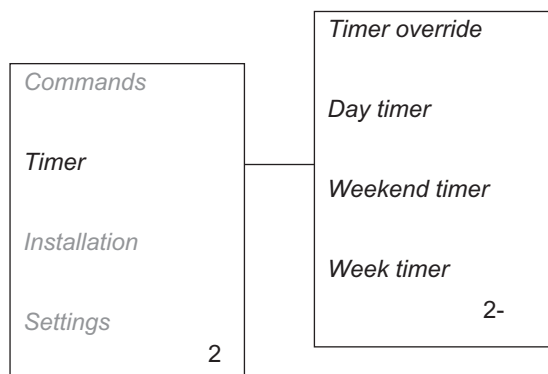 Commands
Timer
Installation
Settings
2
Timer override
Day timer
Weekend timer
Week timer
2-